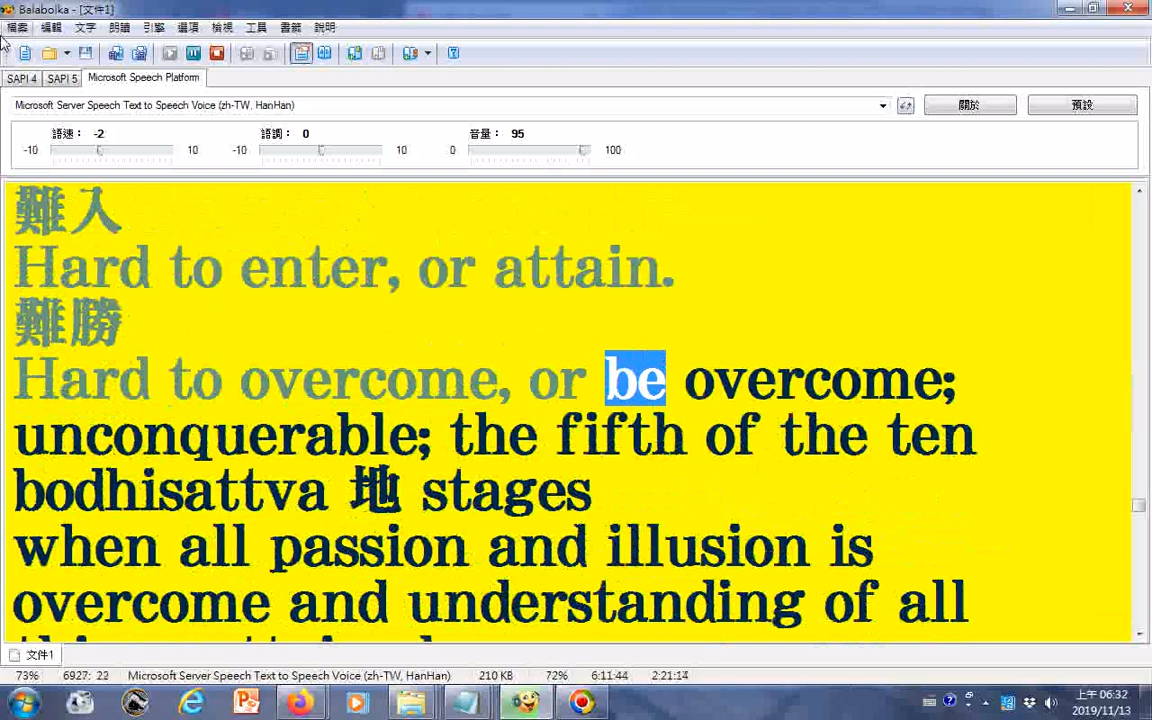 Balabolka - [文件1]
檔案 編輯 文字 朗讀 引擎 選項 檢視 工具 書籤 說明
SAPI 4 SAPI 5 Microsoft Speech Platform
Microsoft Server Speech Text to Speech Voice (zh-TW, HanHan) 關於 預設
語速： -2 語調： 0 音量： 95
-10 10 -10 10 0 100
難入
Hard to enter, or attain.
難勝
Hard to overcome, or be overcome;
unconquerable; the fifth of the ten
bodhisattva 地 stages
when all passion and illusion is
overcome and understanding of all
文件1
73% 6927: 22 Microsoft Server Speech Text to Speech Voice (zh-TW, HanHan) 210 KB 72% 6:11:44 2:21:14
上午 06:32
2019/11/13